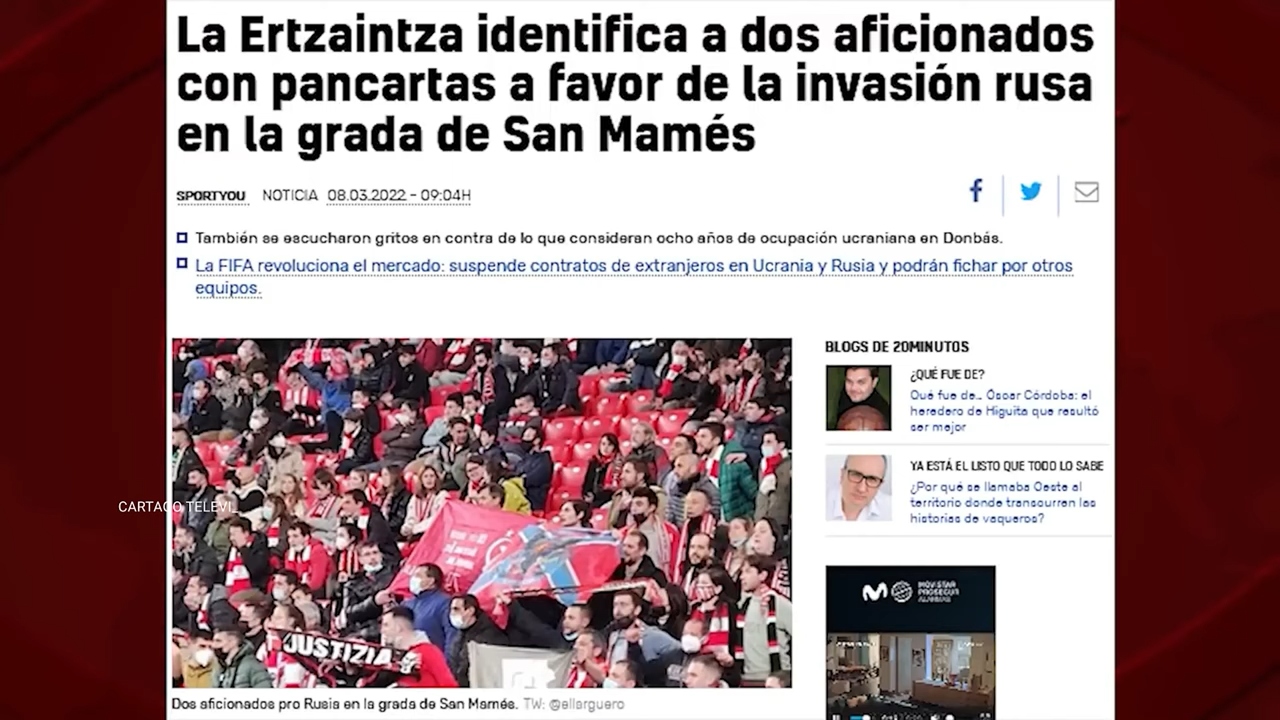 La Ertzaintza identifica a dos aficionados
con pancartas a favor de la invasión rusa
en la grada de San Mamés
SPORTYOU NOTICIA 08.03.2022 - 09:04H
También se escucharon gritos en contra de lo que consideran ocho años de ocupación ucraniana en Donbás.
La FIFA revoluciona el mercado: suspende contratos de extranjeros en Ucrania y Rusia y podrán fichar por otros
equipos.
BLOGS DE 20MINUTOS
¿QUÉ FUE DE?
Qué fue de... Óscar Córdoba: el
heredero de Higuita que resultó
ser mejor
YA ESTÁ EL LISTO QUE TODO LO SABE
¿Por qué se llamaba Oeste al
territorio donde transcurren las
historias de vaqueros?
CARTAGO TELEVI_
JUSTIZIA
MOVISTAR
PROSEGUR
ALARMAS
Dos aficionados pro Rusia en la grada de San Mamés. TW: @ellarguero